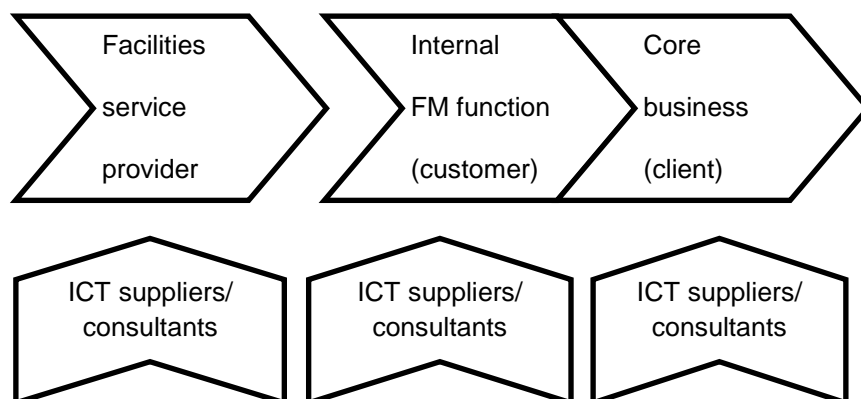 Facilities
service
provider
Internal
FM function
(customer)
Core
business
(client)
ICT suppliers/
consultants
ICT suppliers/
consultants
ICT suppliers/
consultants